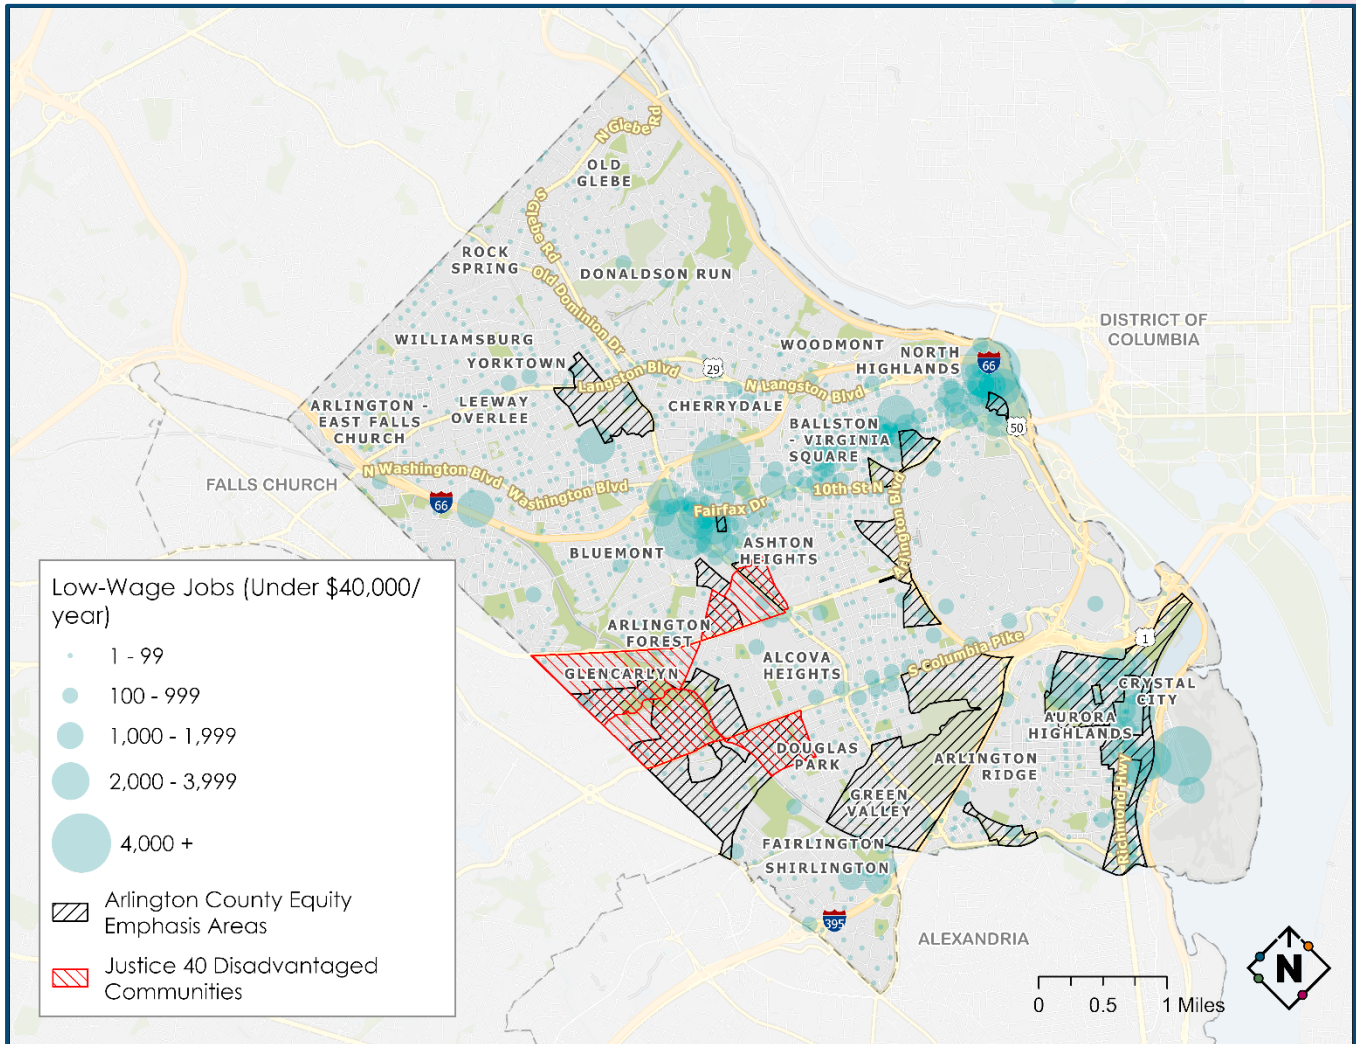 N Glebe Rd
OLD
GLEBE
S Glebe Rd
ROCK
SPRING
Old Dominion Dr
DONALDSON RUN
DISTRICT OF
COLUMBIA
WILLIAMSBURG
WOODMONT
NORTH
HIGHLANDS
66
YORKTOWN
29
Langston Blvd
N Langston Blvd
LEEWAY
OVERLEE
CHERRYDALE
ARLINGTON -
EAST FALLS
CHURCH
BALLSTON
- VIRGINIA
SQUARE
50
N Washington Blvd
Washington Blvd
FALLS CHURCH
66
10th St N
Fairfax Dr
Arlington Blvd
BLUEMONT
ASHTON
HEIGHTS
ARLINGTON
FOREST
S Columbia Pike
1
GLENCARLYN
ALCOVA
HEIGHTS
CRYSTAL
CITY
AURORA
HIGHLANDS
DOUGLAS
PARK
ARLINGTON
RIDGE
GREEN
VALLEY
Richmond Hwy
FAIRLINGTON
SHIRLINGTON
395
ALEXANDRIA
Low-Wage Jobs (Under $40,000/
year)
1 - 99
100 - 999
1,000 - 1,999
2,000 - 3,999
4,000 +
Arlington County Equity
Emphasis Areas
Justice 40 Disadvantaged
Communities
0 0.5 1 Miles
N